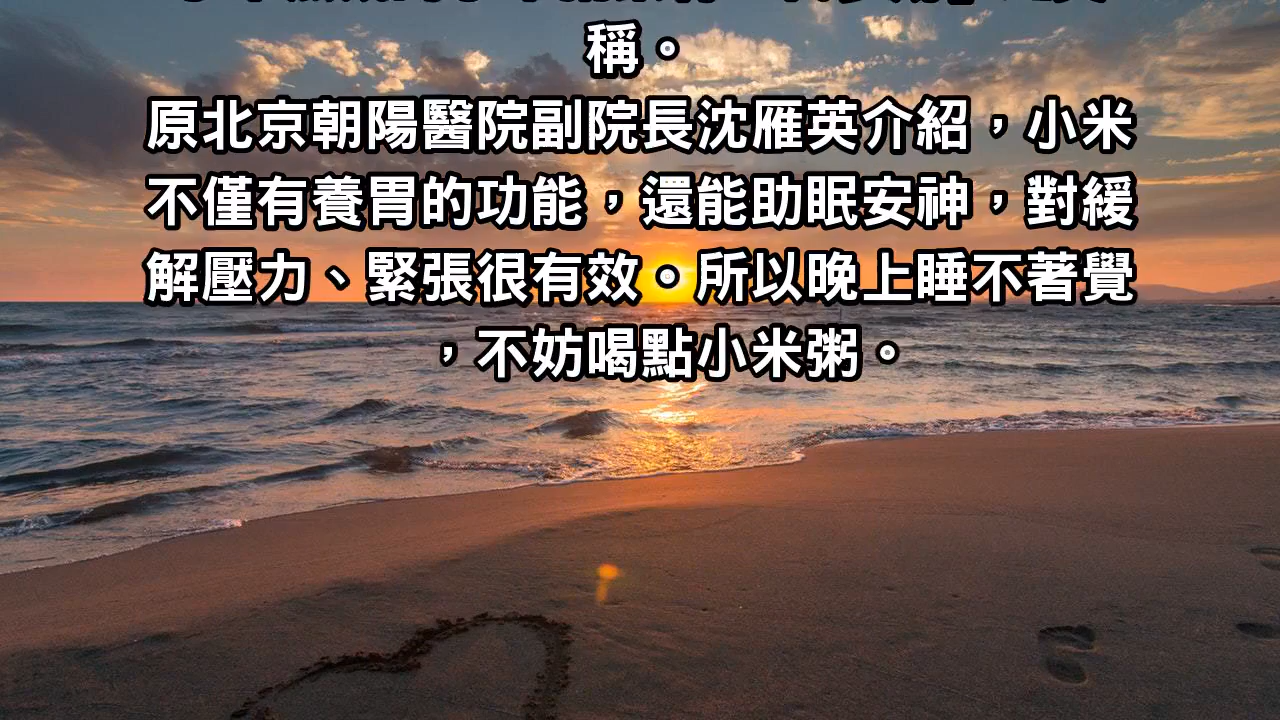 稱。
原北京朝陽醫院副院長沈雁英介紹，小米
不僅有養胃的功能，還能助眠安神，對緩
解壓力、緊張很有效。所以晚上睡不著覺
，不妨喝點小米粥。